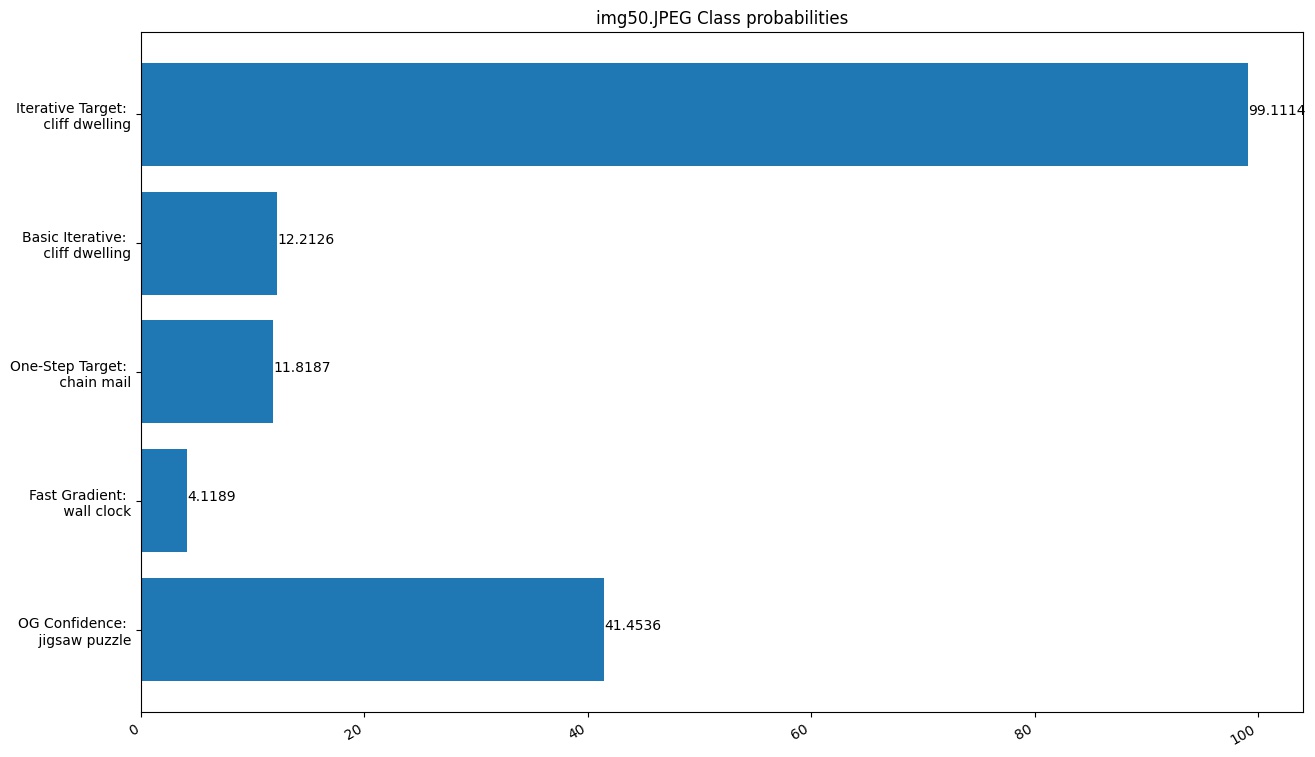 img50.JPEG Class probabilities
Iterative Target:
cliff dwelling
99.1114
Basic Iterative:
cliff dwelling
12.2126
One-Step Target:
chain mail
11.8187
Fast Gradient:
wall clock
4.1189
OG Confidence:
jigsaw puzzle
41.4536
0
20
40
60
80
100